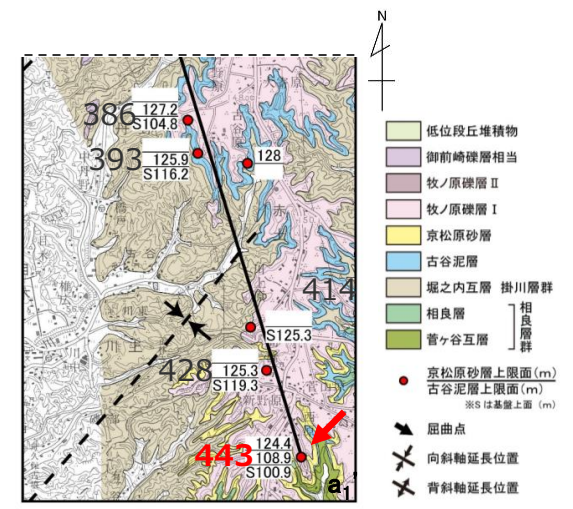 N
386
127.2
S104.8
393
125.9
S116.2
128
414
S125.3
428
125.3
S119.3
443
124.4
108.9
S100.9
a1'
低位段丘堆積物
御前崎礫層相当
牧ノ原礫層Ⅱ
牧ノ原礫層Ⅰ
京松原砂層
古谷泥層
堀之内互層 掛川層群
相良層
菅ヶ谷互層
相良層群
京松原砂層上限面(m)
古谷泥層上限面(m)
※Sは基盤上面(m)
屈曲点
向斜軸延長位置
背斜軸延長位置